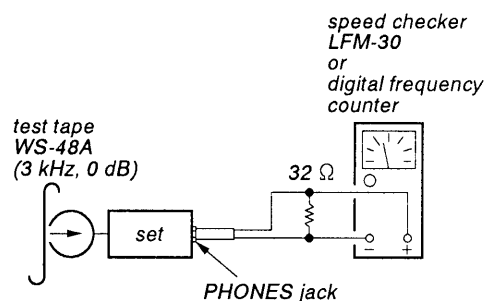 speed checker
LFM-30
or
digital frequency
counter
test tape
WS-48A
(3 kHz, 0 dB)
32 Ω
set
− +
PHONES jack